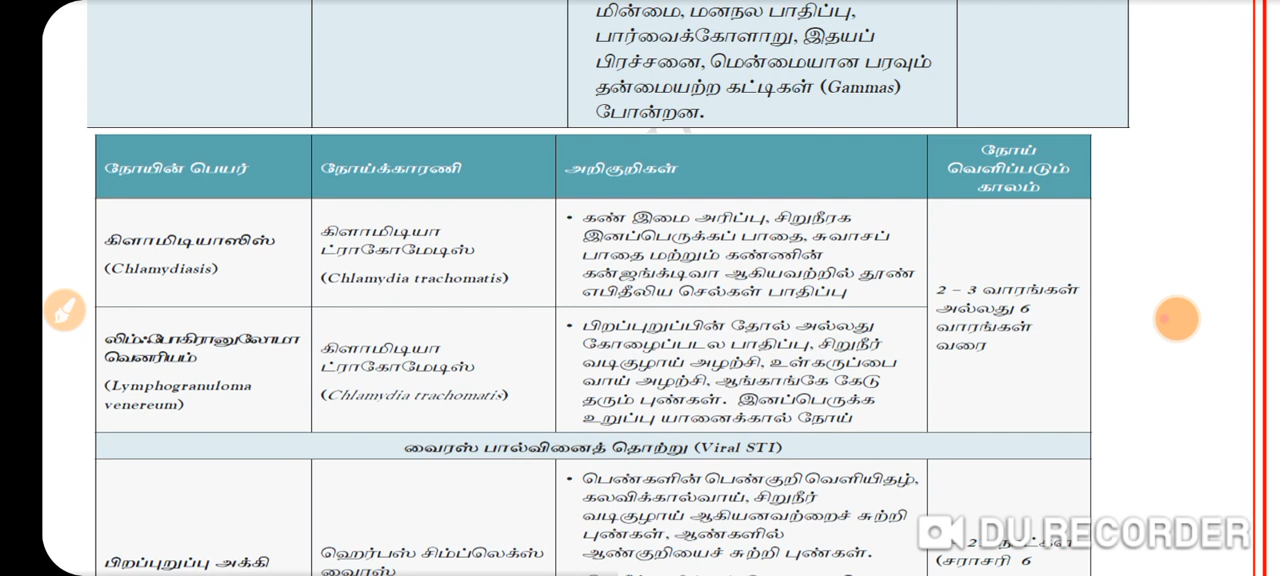 மின்மை, மனநல பாதிப்பு,
பார்வைக்கோளாறு, இதயப்
பிரச்சனை, மென்மையான பரவும்
தன்மையற்ற கட்டிகள் (Gammas)
போன்றன.
நோயின் பெயர்
நோய்க்காரணி
அறிகுறிகள்
நோய்
வெளிப்படும்
காலம்
கிளாமிடியாஸிஸ்
(Chlamydiasis)
கிளாமிடியா
ட்ராகோமேடிஸ்
(Chlamydia trachomatis)
• கண் இமை அரிப்பு, சிறுநீரக
இனப்பெருக்கப் பாதை, சுவாசப்
பாதை மற்றும் கண்ணின்
கன்ஜங்க்டிவா ஆகியவற்றில் தூண்
எபிதீலிய செல்கள் பாதிப்பு
2 – 3 வாரங்கள்
அல்லது 6
வாரங்கள்
வரை
லிம்ஃபோகிரானுலோமா
வெனரியம்
(Lymphogranuloma
venereum)
கிளாமிடியா
ட்ராகோமேடிஸ்
(Chlamydia trachomatis)
• பிறப்புறுப்பின் தோல் அல்லது
கோழைப்படல பாதிப்பு, சிறுநீர்
வடிகுழாய் அழற்சி, உள்கருப்பை
வாய் அழற்சி, ஆங்காங்கே கேடு
தரும் புண்கள். இனப்பெருக்க
உறுப்பு யானைக்கால் நோய்
வைரஸ் பால்வினைத் தொற்று (Viral STI)
பிறப்புறுப்பு அக்கி
ஹெர்பஸ் சிம்ப்லெக்ஸ்
வைரஸ்
• பெண்களின் பெண்குறி வெளியிதழ்,
கலவிக்கால்வாய், சிறுநீர்
வடிகுழாய் ஆகியனவற்றைச் சுற்றி
புண்கள், ஆண்களில்
ஆண்குறியைச் சுற்றி புண்கள்.
(சராசரி 6
DU RECORDER